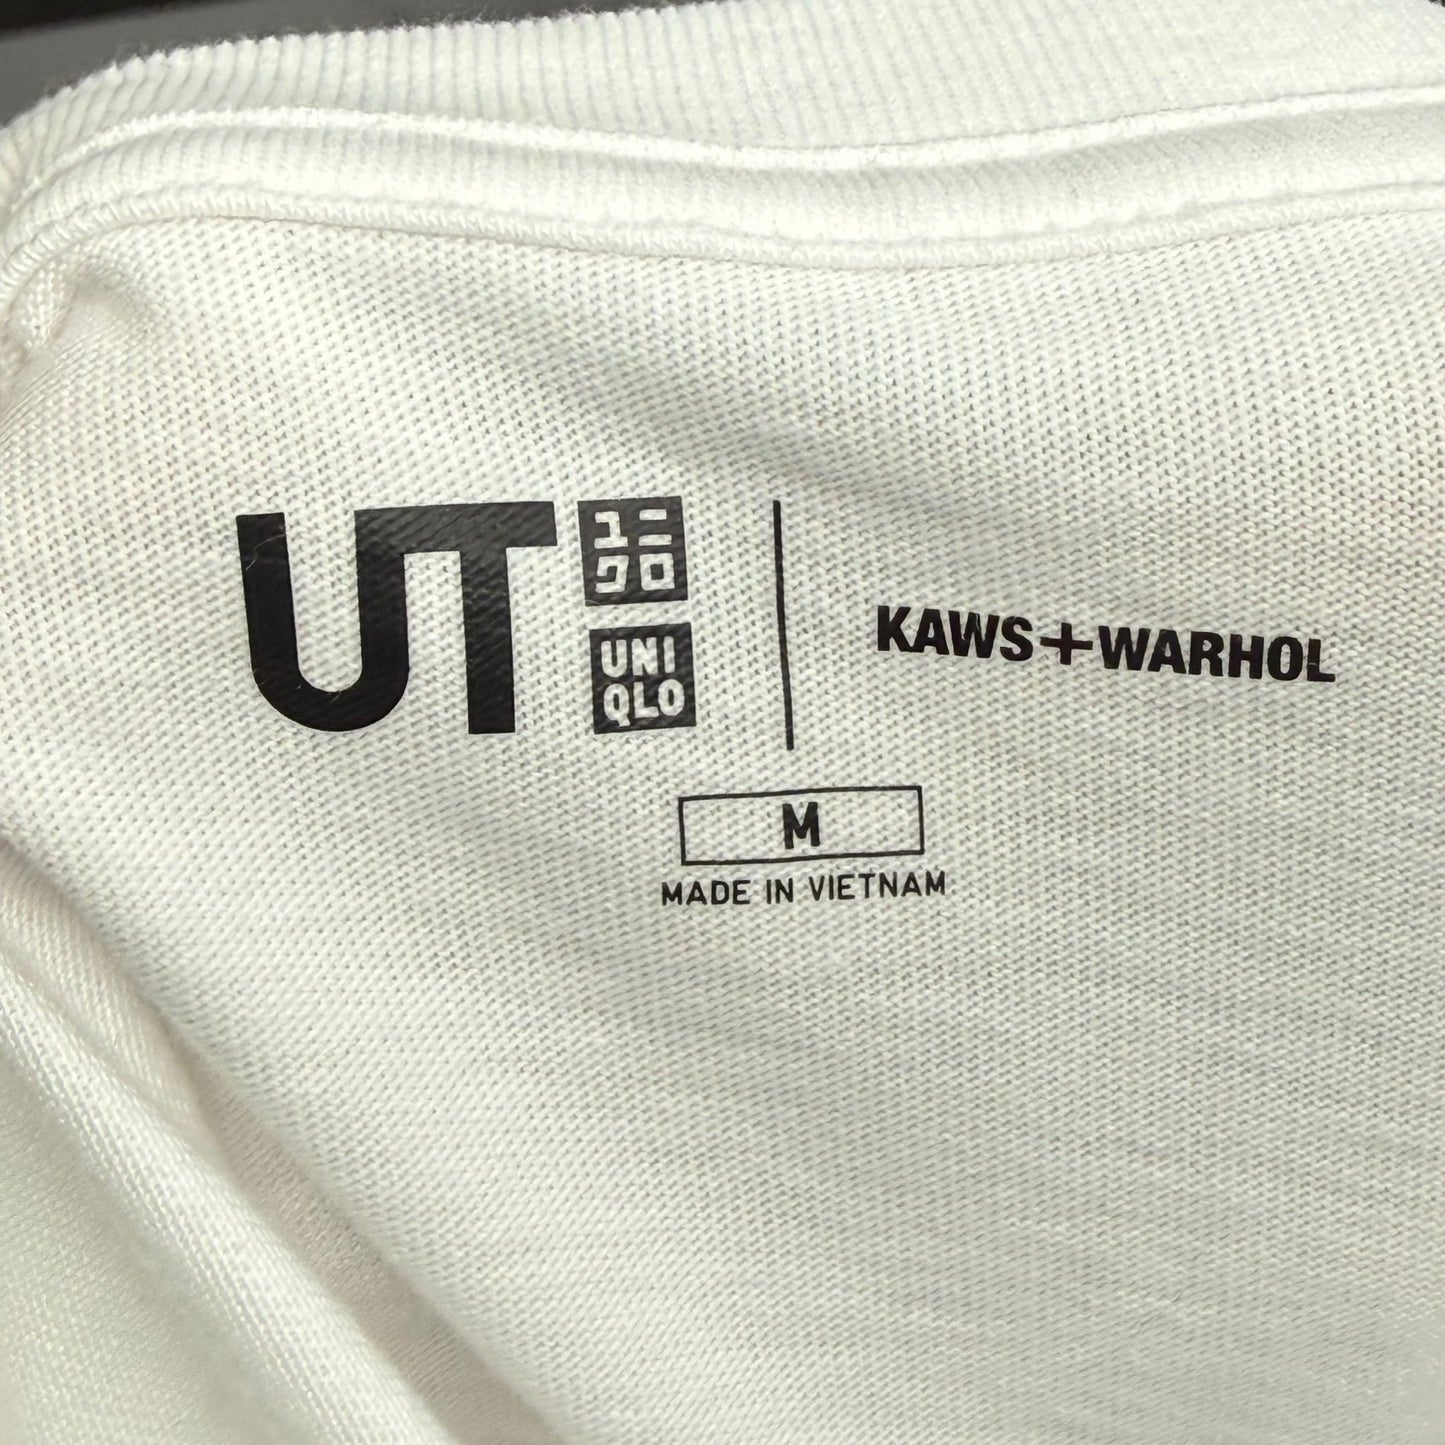 UT
ユニ
クロ
UNI
QLO
KAWS+WARHOL
M
MADE IN VIETNAM